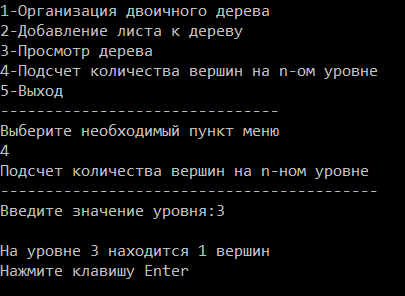 1-Организация двоичного дерева
2-Добавление листа к дереву
3-Просмотр дерева
4-Подсчет количества вершин на n-ом уровне
5-Выход
-------------------------------
Выберите необходимый пункт меню
4
Подсчет количества вершин на n-ном уровне
------------------------------------------
Введите значение уровня:3
На уровне 3 находится 1 вершин
Нажмите клавишу Enter